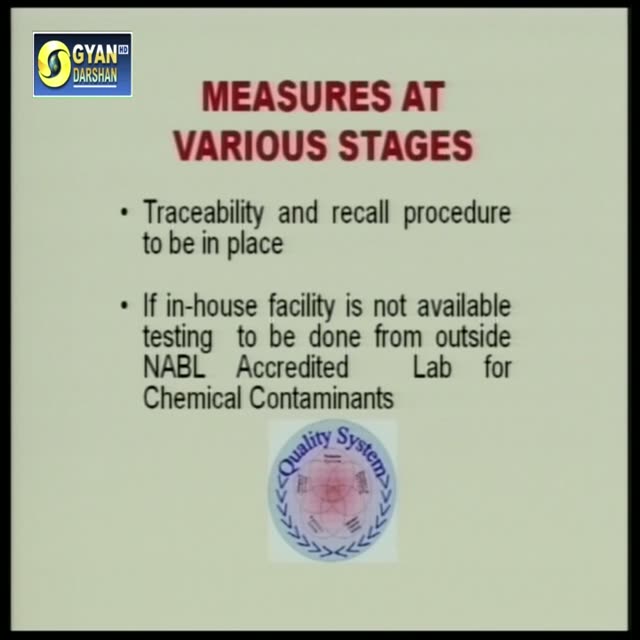 GYAN HD
DARSHAN
MEASURES AT
VARIOUS STAGES
• Traceability and recall procedure
to be in place
• If in-house facility is not available
testing to be done from outside
NABL Accredited Lab for
Chemical Contaminants
Quality System